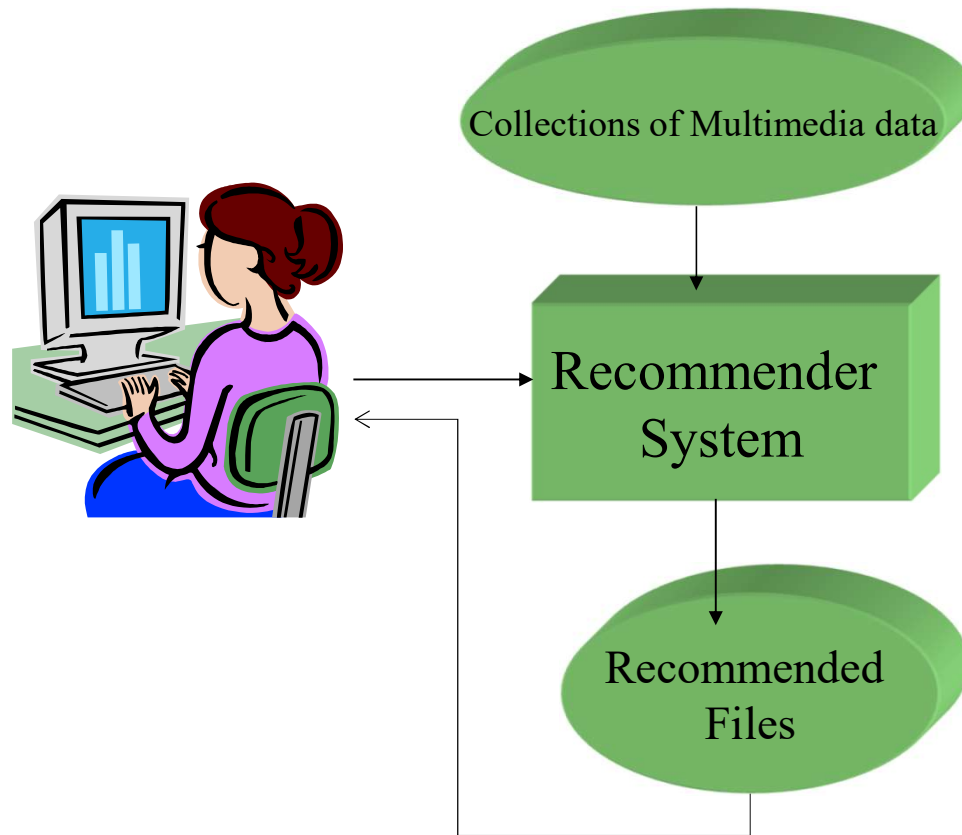 Collections of Multimedia data
Recommender
System
Recommended
Files